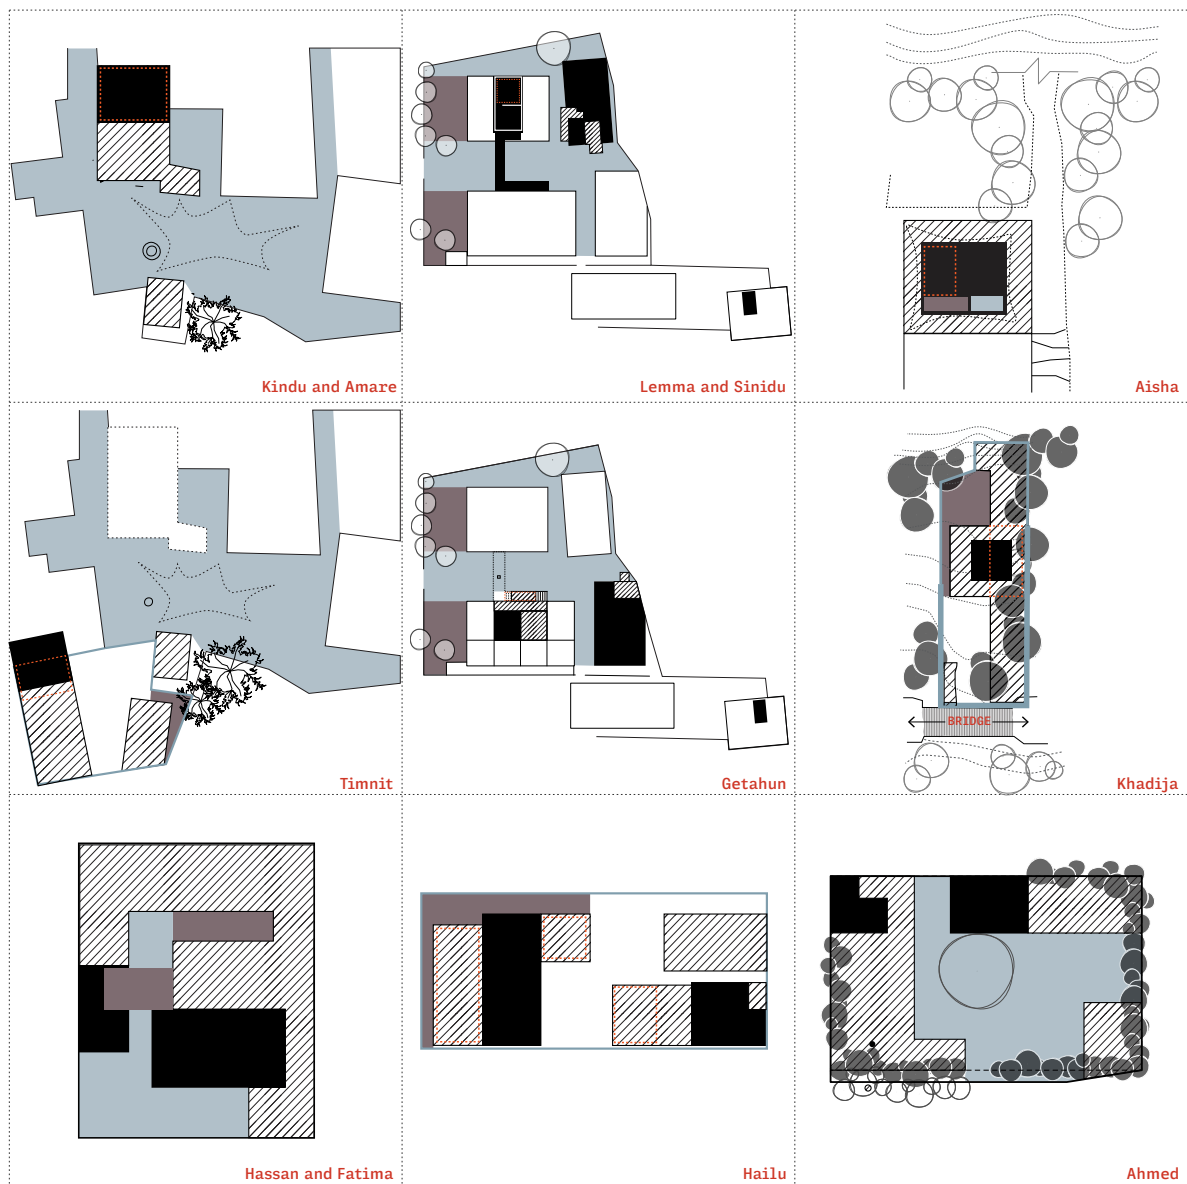 Kindu and Amare
Lemma and Sinidu
Aisha
Timnit
Getahun
BRIDGE
Khadija
Hassan and Fatima
Hailu
Ahmed